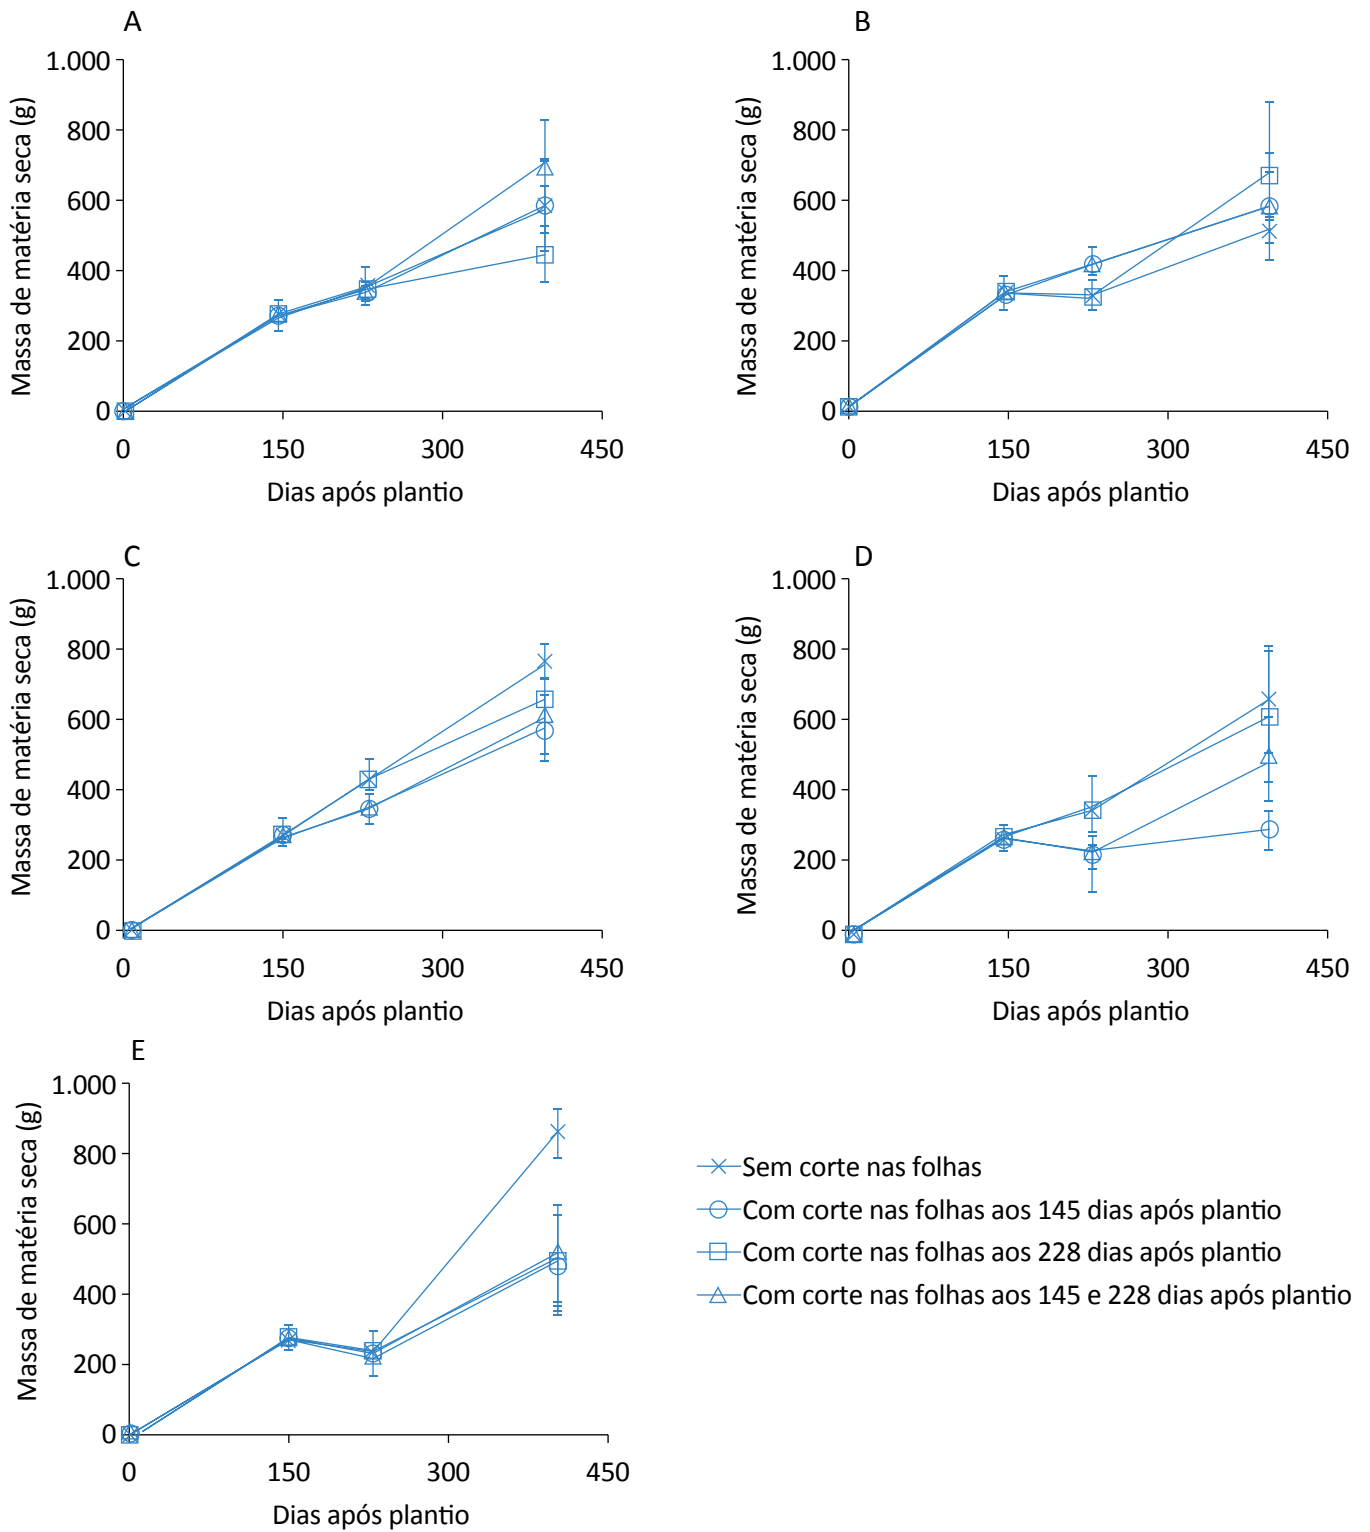 A
1.000
800
600
400
200
0
0 150 300 450
Massa de matéria seca (g)
Dias após plantio
B
1.000
800
600
400
200
0
0 150 300 450
Massa de matéria seca (g)
Dias após plantio
C
1.000
800
600
400
200
0
0 150 300 450
Massa de matéria seca (g)
Dias após plantio
D
1.000
800
600
400
200
0
0 150 300 450
Massa de matéria seca (g)
Dias após plantio
E
1.000
800
600
400
200
0
0 150 300 450
Massa de matéria seca (g)
Dias após plantio
Sem corte nas folhas
Com corte nas folhas aos 145 dias após plantio
Com corte nas folhas aos 228 dias após plantio
Com corte nas folhas aos 145 e 228 dias após plantio